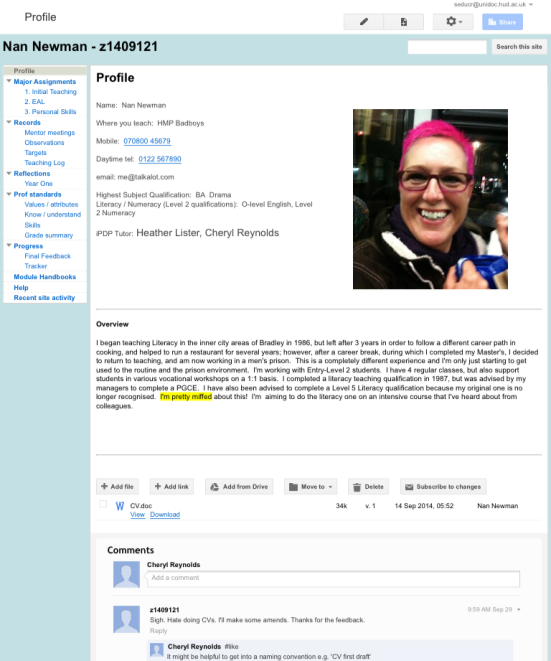 seducr@unidoc.hud.ac.uk
Profile
Share
Nan Newman - z1409121
Search this site
Profile
Major Assignments
1. Initial Teaching
2. EAL
3. Personal Skills
Records
Mentor meetings
Observations
Targets
Teaching Log
Reflections
Year One
Prof standards
Values / attributes
Know / understand
Skills
Grade summary
Progress
Final Feedback
Tracker
Module Handbooks
Help
Recent site activity
Profile
Name: Nan Newman
Where you teach: HMP Badboys
Mobile: 070800 45679
Daytime tel: 0122 567890
email: me@talkalot.com
Highest Subject Qualification: BA Drama
Literacy / Numeracy (Level 2 qualifications): O-level English, Level
2 Numeracy
iPDP Tutor: Heather Lister, Cheryl Reynolds
Overview
I began teaching Literacy in the inner city areas of Bradley in 1986, but left after 3 years in order to follow a different career path in
cooking, and helped to run a restaurant for several years; however, after a career break, during which I completed my Master's, I decided
to return to teaching, and am now working in a men's prison. This is a completely different experience and I'm only just starting to get
used to the routine and the prison environment. I'm working with Entry-Level 2 students. I have 4 regular classes, but also support
students in various vocational workshops on a 1:1 basis. I completed a literacy teaching qualification in 1987, but was advised by my
managers to complete a PGCE. I have also been advised to complete a Level 5 Literacy qualification because my original one is no
longer recognised. I'm pretty miffed about this! I'm aiming to do the literacy one on an intensive course that I've heard about from
colleagues.
Add file Add link Add from Drive Move to Delete Subscribe to changes
CV.doc 34k v. 1 14 Sep 2014, 05:52 Nan Newman
View Download
Comments
Cheryl Reynolds
Add a comment
z1409121 9:59 AM Sep 29
Sigh. Hate doing CVs. I'll make some amends. Thanks for the feedback.
Reply
Cheryl Reynolds #like
It might be helpful to get into a naming convention e.g. 'CV first draft'